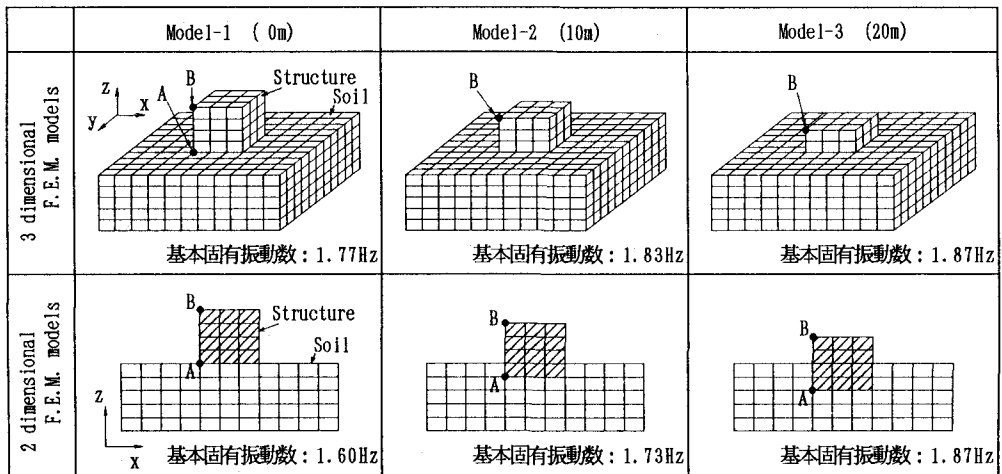 Model-1 ( 0m)
Model-2 (10m)
Model-3 (20m)
3 dimensional
F.E.M. models
z
x
y
A
B
Structure
Soil
基本固有振動数：1.77Hz
B
基本固有振動数：1.83Hz
B
基本固有振動数：1.87Hz
2 dimensional
F.E.M. models
B
Structure
Soil
A
z
x
基本固有振動数：1.60Hz
B
A
基本固有振動数：1.73Hz
B
A
基本固有振動数：1.87Hz